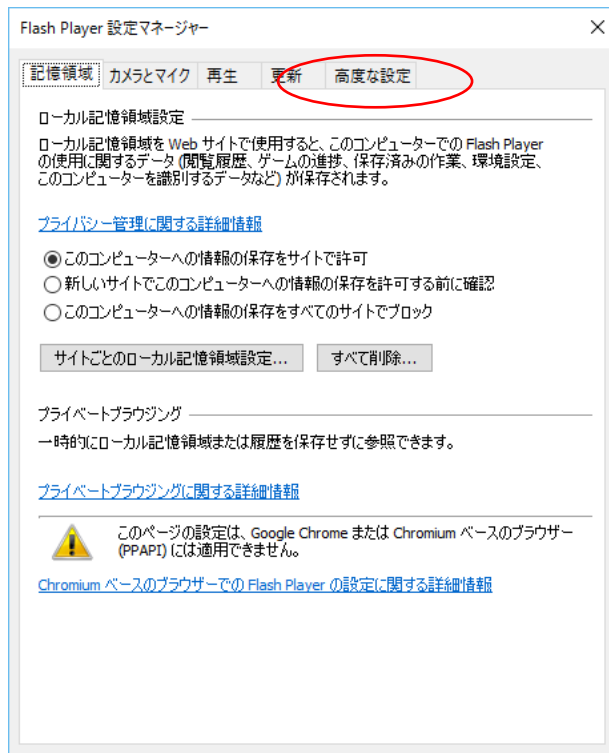 Flash Player 設定マネージャー
記憶領域 カメラとマイク 再生 更新 高度な設定
ローカル記憶領域設定
ローカル記憶領域を Web サイトで使用すると、このコンピューターでの Flash Player
の使用に関するデータ (閲覧履歴、ゲームの進捗、保存済みの作業、環境設定、
このコンピューターを識別するデータなど) が保存されます。
プライバシー管理に関する詳細情報
このコンピューターへの情報の保存をサイトで許可
新しいサイトでこのコンピューターへの情報の保存を許可する前に確認
このコンピューターへの情報の保存をすべてのサイトでブロック
サイトごとのローカル記憶領域設定... すべて削除...
プライベートブラウジング
一時的にローカル記憶領域または履歴を保存せずに参照できます。
プライベートブラウジングに関する詳細情報
このページの設定は、Google Chrome または Chromium ベースのブラウザー
(PPAPI) には適用できません。
Chromium ベースのブラウザーでの Flash Player の設定に関する詳細情報